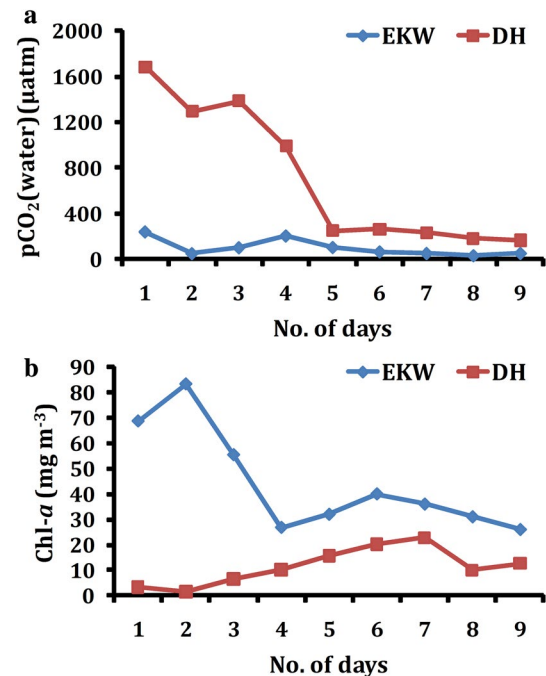 a
EKW DH
pCO2(water)(µatm)
2000
1600
1200
800
400
0
1 2 3 4 5 6 7 8 9
No. of days
b
EKW DH
Chl-a (mg m-3)
90
80
70
60
50
40
30
20
10
0
1 2 3 4 5 6 7 8 9
No. of days